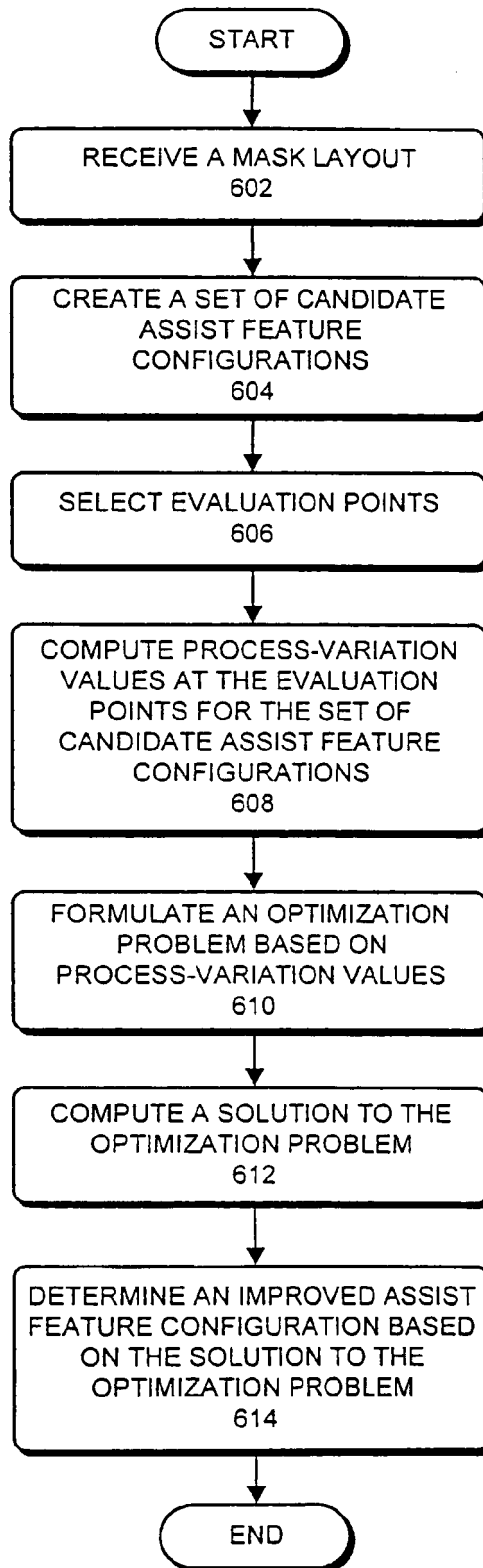 START
RECEIVE A MASK LAYOUT
602
CREATE A SET OF CANDIDATE
ASSIST FEATURE
CONFIGURATIONS
604
SELECT EVALUATION POINTS
606
COMPUTE PROCESS-VARIATION
VALUES AT THE EVALUATION
POINTS FOR THE SET OF
CANDIDATE ASSIST FEATURE
CONFIGURATIONS
608
FORMULATE AN OPTIMIZATION
PROBLEM BASED ON
PROCESS-VARIATION VALUES
610
COMPUTE A SOLUTION TO THE
OPTIMIZATION PROBLEM
612
DETERMINE AN IMPROVED ASSIST
FEATURE CONFIGURATION BASED
ON THE SOLUTION TO THE
OPTIMIZATION PROBLEM
614
END